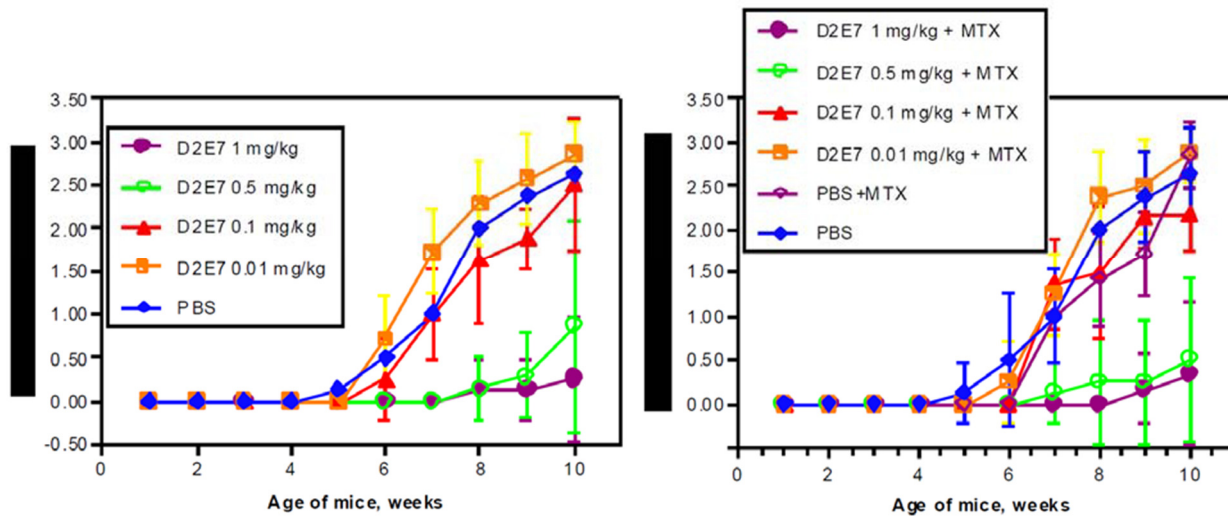 3.50
3.00
2.50
2.00
1.50
1.00
0.50
0.00
-0.50
0 2 4 6 8 10
Age of mice, weeks
D2E7 1 mg/kg
D2E7 0.5 mg/kg
D2E7 0.1 mg/kg
D2E7 0.01 mg/kg
PBS
3.50
3.00
2.50
2.00
1.50
1.00
0.50
0.00
0 2 4 6 8 10
Age of mice, weeks
D2E7 1 mg/kg + MTX
D2E7 0.5 mg/kg + MTX
D2E7 0.1 mg/kg + MTX
D2E7 0.01 mg/kg + MTX
PBS +MTX
PBS